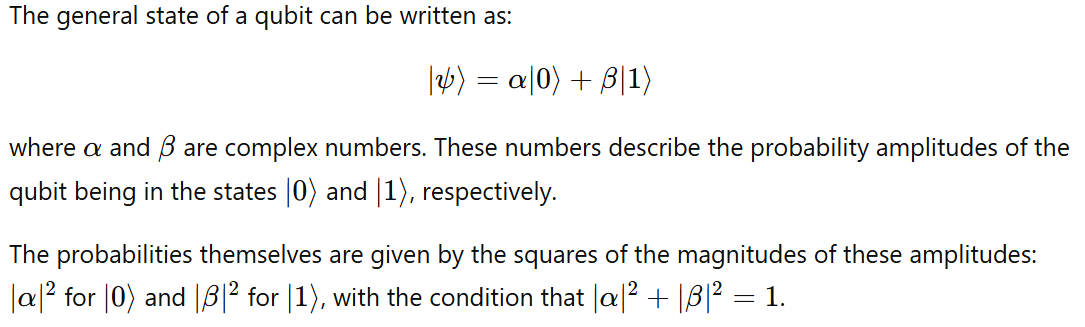 The general state of a qubit can be written as:
|ψ⟩ = α|0⟩ + β|1⟩
where α and β are complex numbers. These numbers describe the probability amplitudes of the
qubit being in the states |0⟩ and |1⟩, respectively.
The probabilities themselves are given by the squares of the magnitudes of these amplitudes:
|α|² for |0⟩ and |β|² for |1⟩, with the condition that |α|² + |β|² = 1.